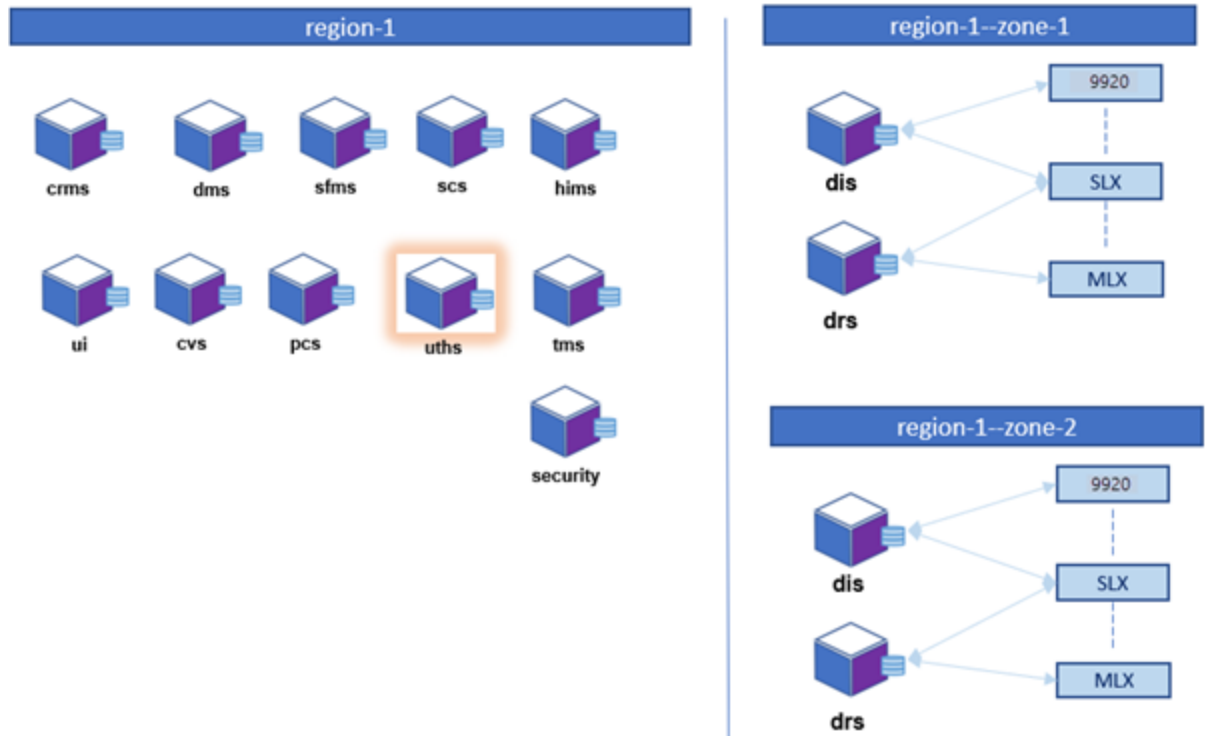 region-1
crms
dms
sfms
scs
hims
ui
cvs
pcs
uths
tms
security
region-1--zone-1
9920
dis
SLX
drs
MLX
region-1--zone-2
9920
dis
SLX
drs
MLX